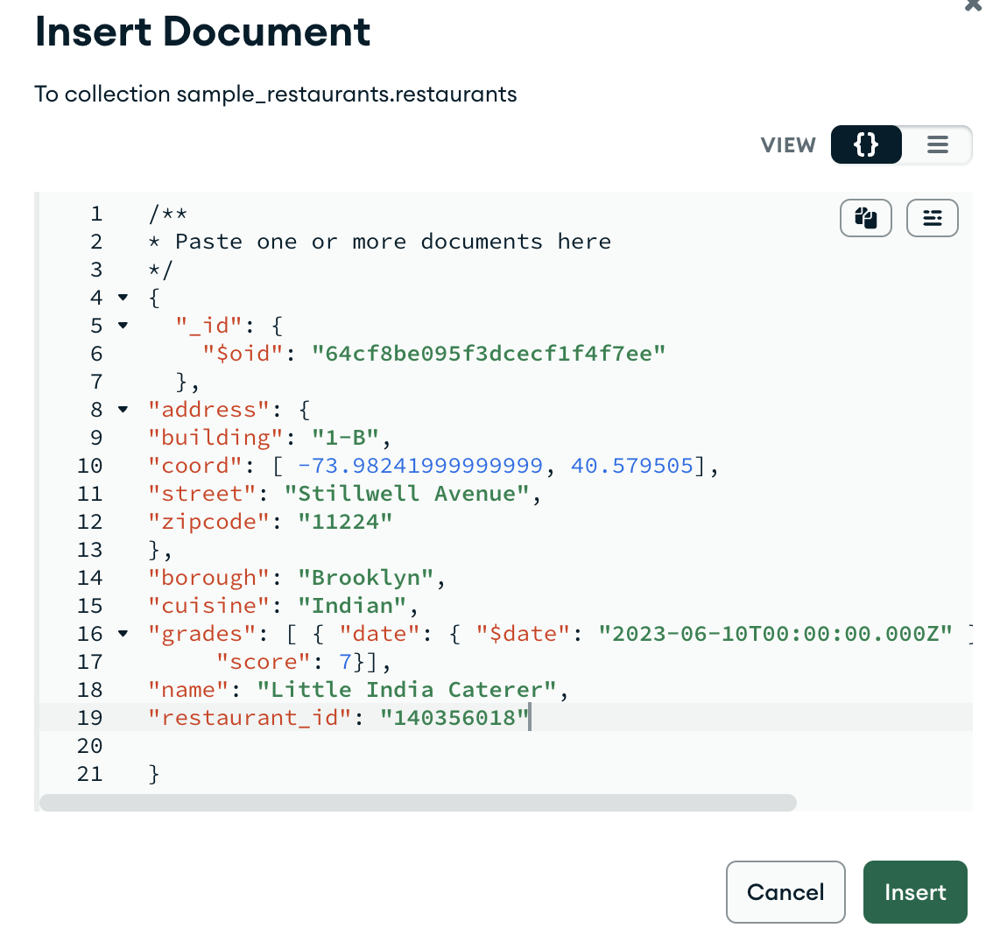 Insert Document
To collection sample_restaurants.restaurants
VIEW {}
1 /**
2 * Paste one or more documents here
3 */
4 {
5 "_id": {
6 "$oid": "64cf8be095f3dcecf1f4f7ee"
7 },
8 "address": {
9 "building": "1-B",
10 "coord": [ -73.98241999999999, 40.579505],
11 "street": "Stillwell Avenue",
12 "zipcode": "11224"
13 },
14 "borough": "Brooklyn",
15 "cuisine": "Indian",
16 "grades": [ { "date": { "$date": "2023-06-10T00:00:00.000Z" }
17 "score": 7}],
18 "name": "Little India Caterer",
19 "restaurant_id": "140356018"
20
21 }
Cancel Insert